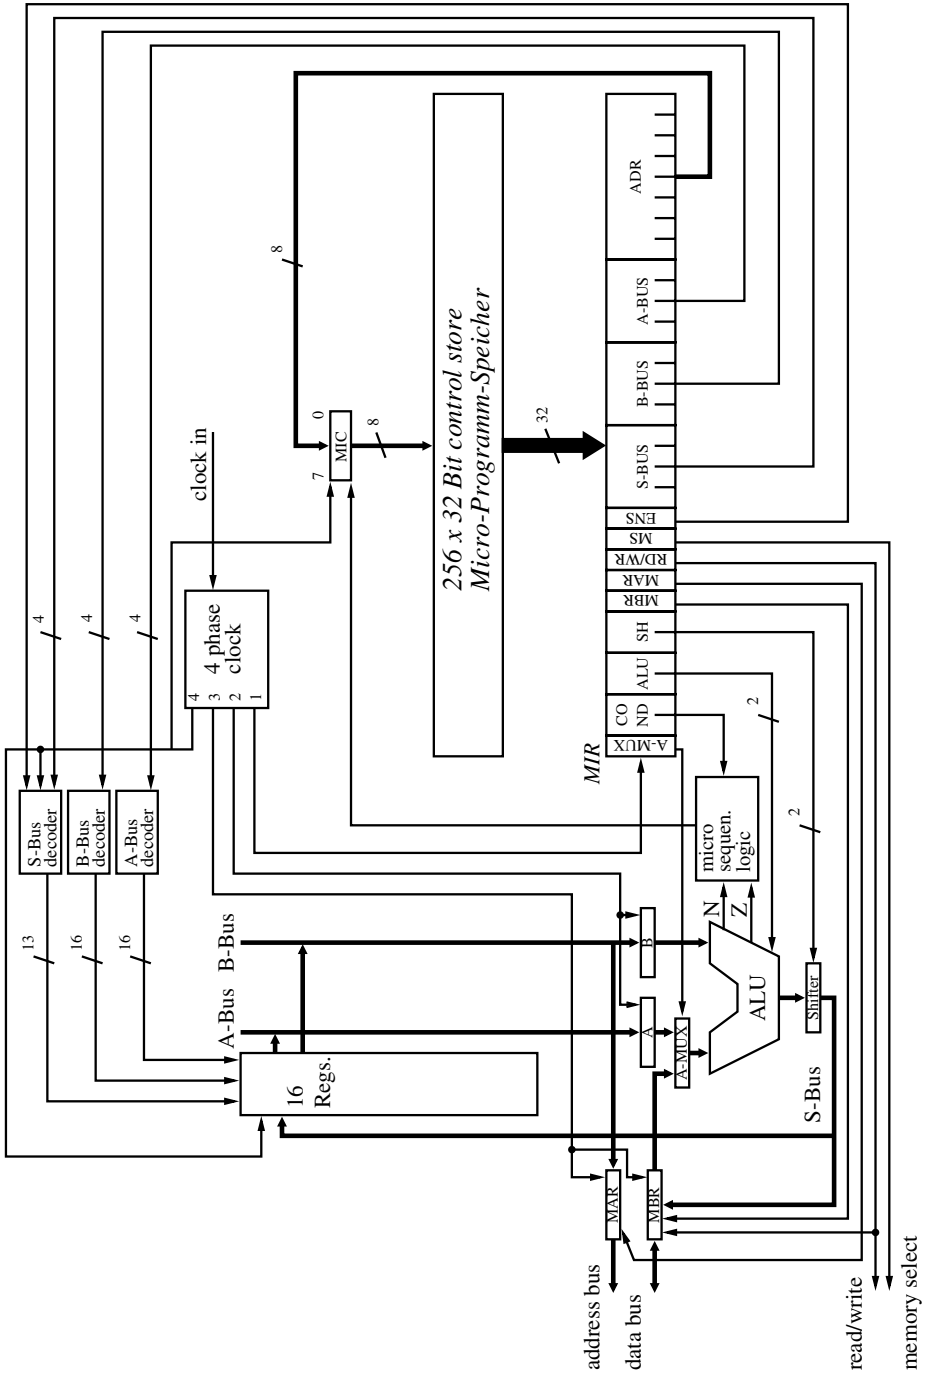 8
ADR
A-BUS
B-BUS
S-BUS
ENS
MS
RD/WR
MAR
MBR
SH
ALU
CO
ND
A-MUX
MIR
32
256 x 32 Bit control store
Micro-Programm-Speicher
0
MIC
7
8
clock in
4 phase
clock
4
3
2
1
4
4
4
S-Bus
decoder
B-Bus
decoder
A-Bus
decoder
13
16
16
micro
sequen.
logic
2
2
N
Z
B-Bus
A-Bus
B
A
A-MUX
ALU
Shifter
16
Regs.
S-Bus
MAR
MBR
address bus
data bus
read/write
memory select